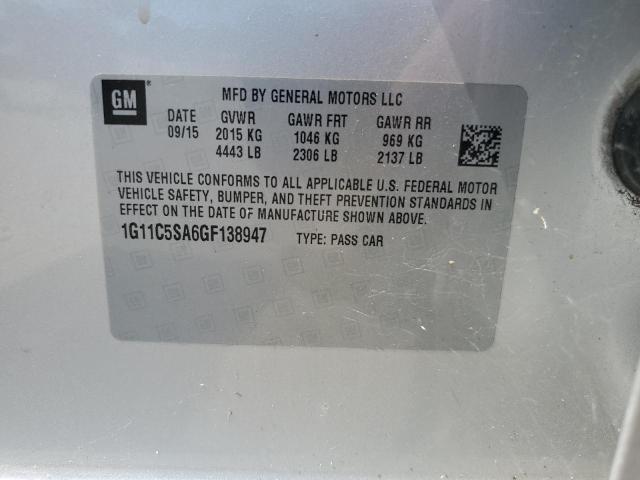 GM
MFD BY GENERAL MOTORS LLC
DATE GVWR GAWR FRT GAWR RR
09/15 2015 KG 1046 KG 969 KG
4443 LB 2306 LB 2137 LB
THIS VEHICLE CONFORMS TO ALL APPLICABLE U.S. FEDERAL MOTOR
VEHICLE SAFETY, BUMPER, AND THEFT PREVENTION STANDARDS IN
EFFECT ON THE DATE OF MANUFACTURE SHOWN ABOVE.
1G11C5SA6GF138947 TYPE: PASS CAR